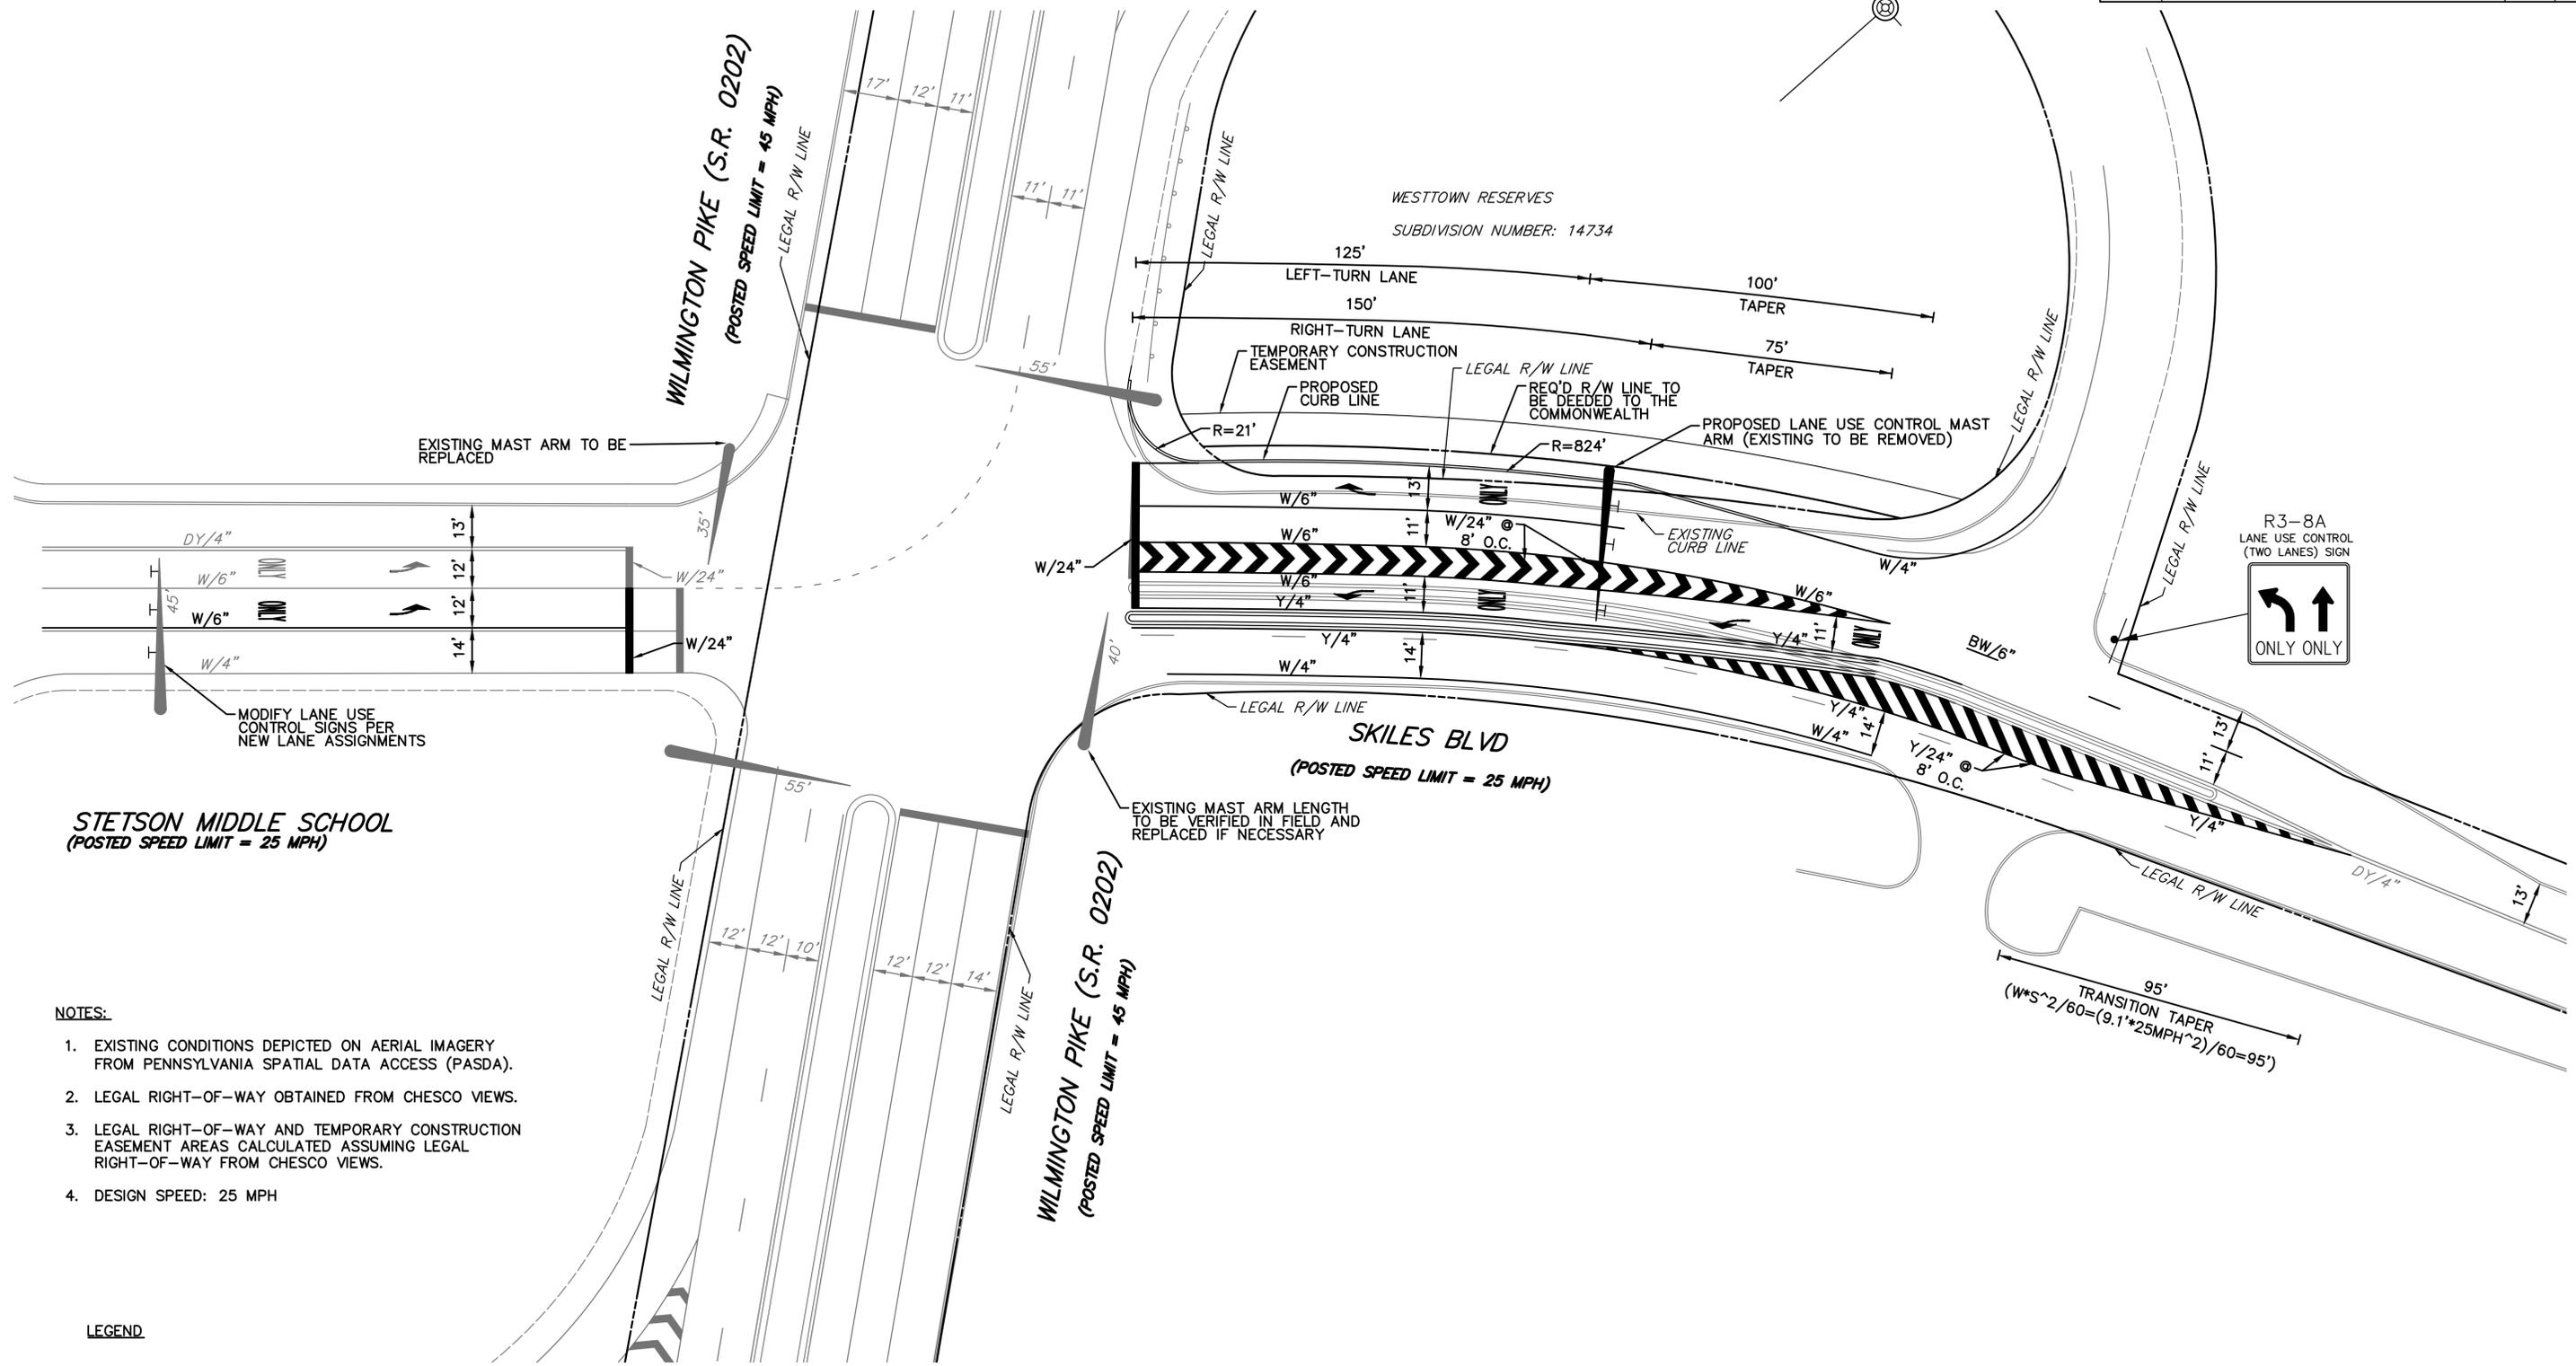 WILMINGTON PIKE (S.R. 0202)
(POSTED SPEED LIMIT = 45 MPH)
LEGAL R/W LINE
17'
12'
11'
11'
11'
LEGAL R/W LINE
WESTTOWN RESERVES
SUBDIVISION NUMBER: 14734
125'
LEFT-TURN LANE
100'
TAPER
150'
RIGHT-TURN LANE
75'
TAPER
TEMPORARY CONSTRUCTION
EASEMENT
PROPOSED
CURB LINE
LEGAL R/W LINE
REQ'D R/W LINE TO
BE DEEDED TO THE
COMMONWEALTH
PROPOSED LANE USE CONTROL MAST
ARM (EXISTING TO BE REMOVED)
LEGAL R/W LINE
R=21'
R=824'
55'
EXISTING MAST ARM TO BE
REPLACED
35'
13'
DY/4"
ONLY
12'
W/6"
W/24"
45'
ONLY
12'
W/6"
14'
W/24"
W/4"
MODIFY LANE USE
CONTROL SIGNS PER
NEW LANE ASSIGNMENTS
STETSON MIDDLE SCHOOL
(POSTED SPEED LIMIT = 25 MPH)
W/24"
W/6"
13'
ONLY
11'
W/24" @
8' O.C.
W/6"
EXISTING
CURB LINE
W/4"
W/6"
11'
ONLY
Y/4"
W/6"
Y/4"
11'
ONLY
BW/6"
Y/4"
14'
W/4"
40'
LEGAL R/W LINE
SKILES BLVD
(POSTED SPEED LIMIT = 25 MPH)
Y/4"
W/4"
14'
Y/24" @
8' O.C.
Y/4"
LEGAL R/W LINE
R3-8A
LANE USE CONTROL
(TWO LANES) SIGN
ONLY ONLY
13'
11'
DY/4"
13'
LEGAL R/W LINE
95'
TRANSITION TAPER
(W*S^2/60=(9.1'*25MPH^2)/60=95')
EXISTING MAST ARM LENGTH
TO BE VERIFIED IN FIELD AND
REPLACED IF NECESSARY
55'
LEGAL R/W LINE
12'
12'
10'
12'
12'
14'
LEGAL R/W LINE
WILMINGTON PIKE (S.R. 0202)
(POSTED SPEED LIMIT = 45 MPH)
NOTES:
1. EXISTING CONDITIONS DEPICTED ON AERIAL IMAGERY
FROM PENNSYLVANIA SPATIAL DATA ACCESS (PASDA).
2. LEGAL RIGHT-OF-WAY OBTAINED FROM CHESCO VIEWS.
3. LEGAL RIGHT-OF-WAY AND TEMPORARY CONSTRUCTION
EASEMENT AREAS CALCULATED ASSUMING LEGAL
RIGHT-OF-WAY FROM CHESCO VIEWS.
4. DESIGN SPEED: 25 MPH
LEGEND